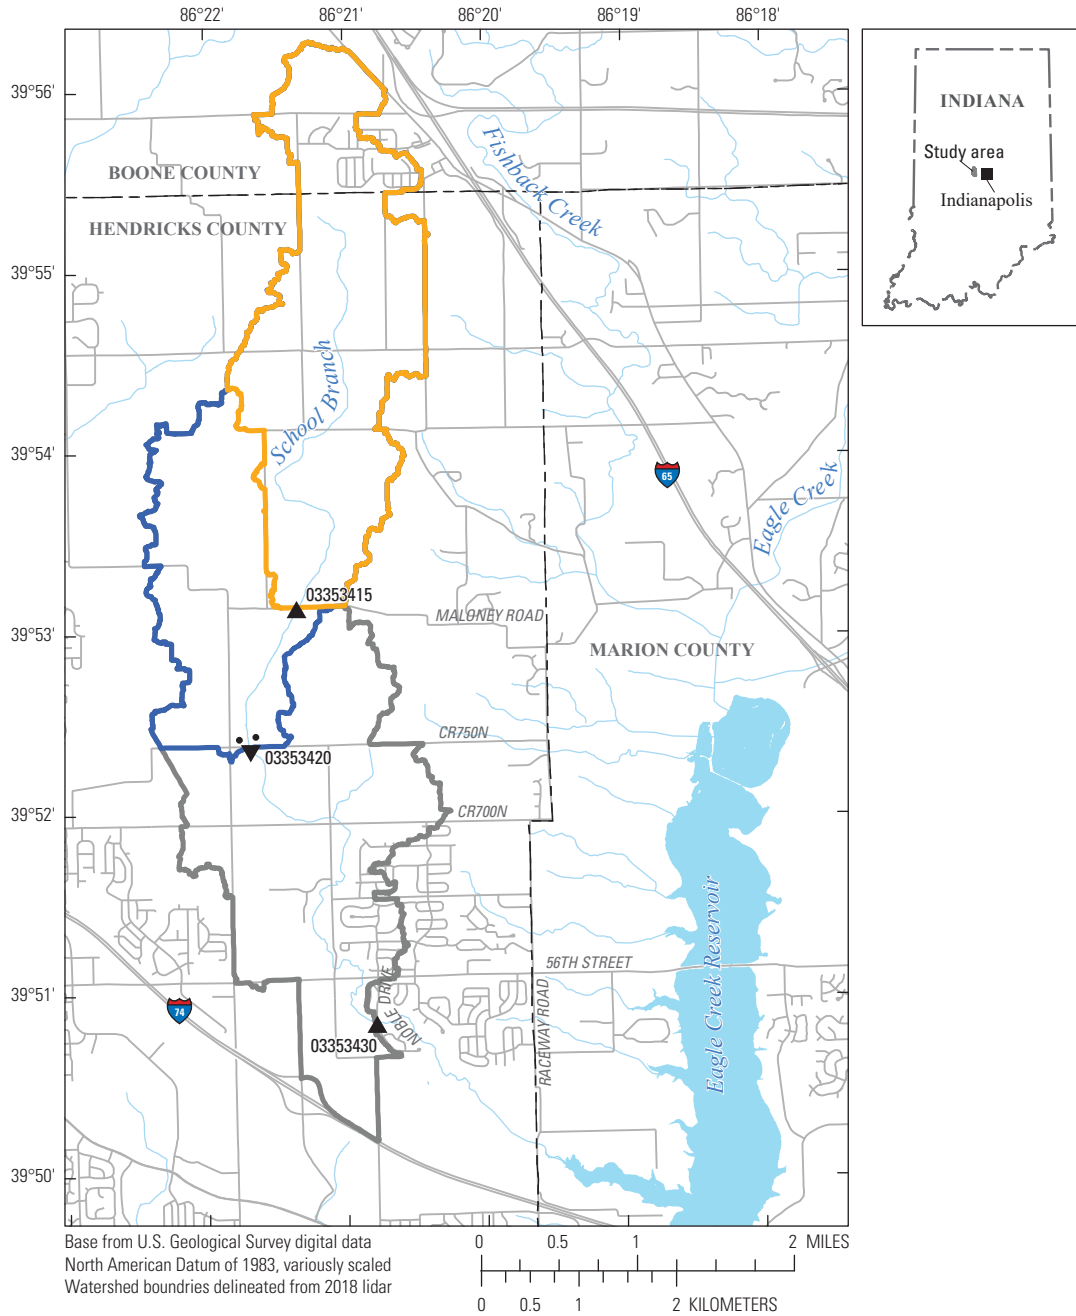 86°22' 86°21' 86°20' 86°19' 86°18'
39°56'
39°55'
39°54'
39°53'
39°52'
39°51'
39°50'
INDIANA
Study area
Indianapolis
Fishback Creek
BOONE COUNTY
HENDRICKS COUNTY
School Branch
65
Eagle Creek
03353415
MALONEY ROAD
MARION COUNTY
CR750N
03353420
CR700N
Eagle Creek Reservoir
56TH STREET
NOBLE DRIVE
RACEWAY ROAD
74
03353430
Base from U.S. Geological Survey digital data
North American Datum of 1983, variously scaled
Watershed boundries delineated from 2018 lidar
0 0.5 1 2 MILES
0 0.5 1 2 KILOMETERS